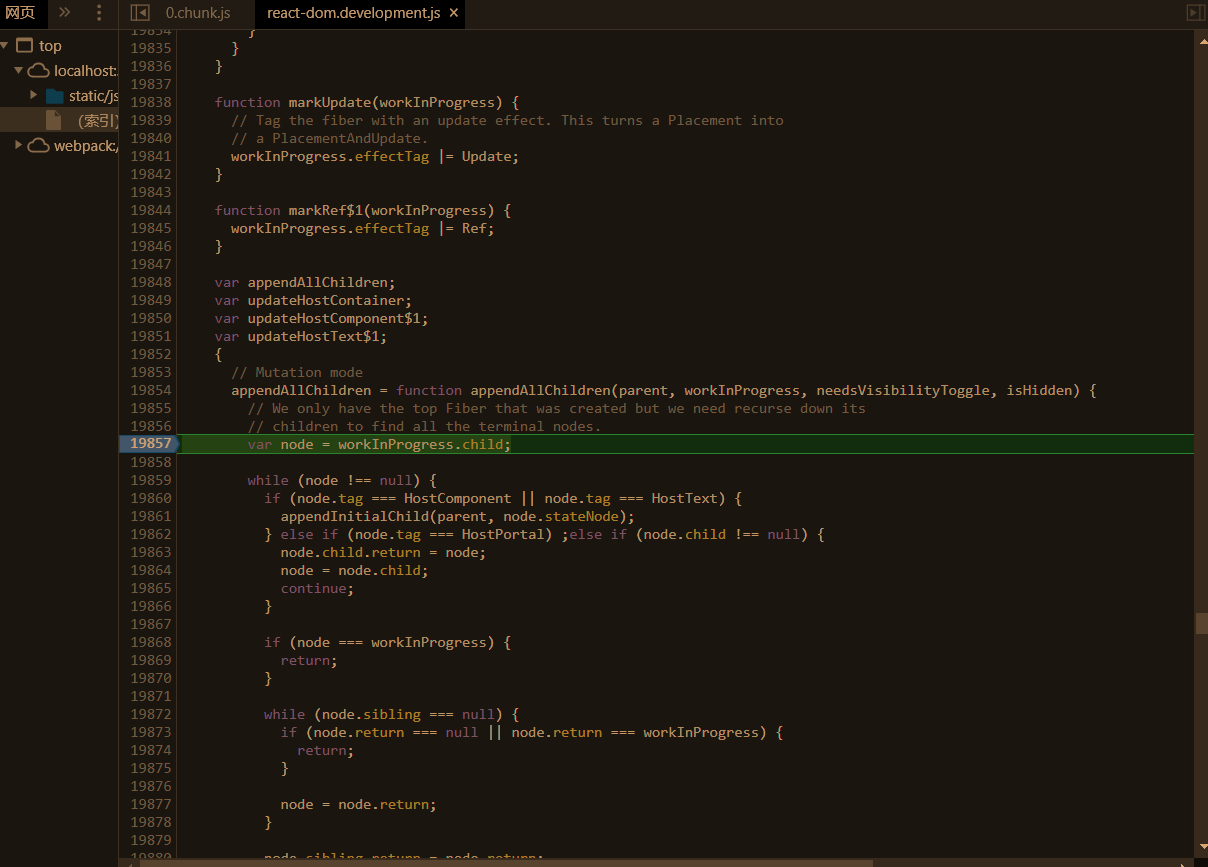 网页
0.chunk.js
react-dom.development.js ×
top
localhost:
static/js
(索引)
webpack:/
19834 }
19835 }
19836 }
19837
19838 function markUpdate(workInProgress) {
19839 // Tag the fiber with an update effect. This turns a Placement into
19840 // a PlacementAndUpdate.
19841 workInProgress.effectTag |= Update;
19842 }
19843
19844 function markRef$1(workInProgress) {
19845 workInProgress.effectTag |= Ref;
19846 }
19847
19848 var appendAllChildren;
19849 var updateHostContainer;
19850 var updateHostComponent$1;
19851 var updateHostText$1;
19852 {
19853 // Mutation mode
19854 appendAllChildren = function appendAllChildren(parent, workInProgress, needsVisibilityToggle, isHidden) {
19855 // We only have the top Fiber that was created but we need recurse down its
19856 // children to find all the terminal nodes.
19857 var node = workInProgress.child;
19858
19859 while (node !== null) {
19860 if (node.tag === HostComponent || node.tag === HostText) {
19861 appendInitialChild(parent, node.stateNode);
19862 } else if (node.tag === HostPortal) ;else if (node.child !== null) {
19863 node.child.return = node;
19864 node = node.child;
19865 continue;
19866 }
19867
19868 if (node === workInProgress) {
19869 return;
19870 }
19871
19872 while (node.sibling === null) {
19873 if (node.return === null || node.return === workInProgress) {
19874 return;
19875 }
19876
19877 node = node.return;
19878 }
19879
19880 node.sibling.return = node.return;